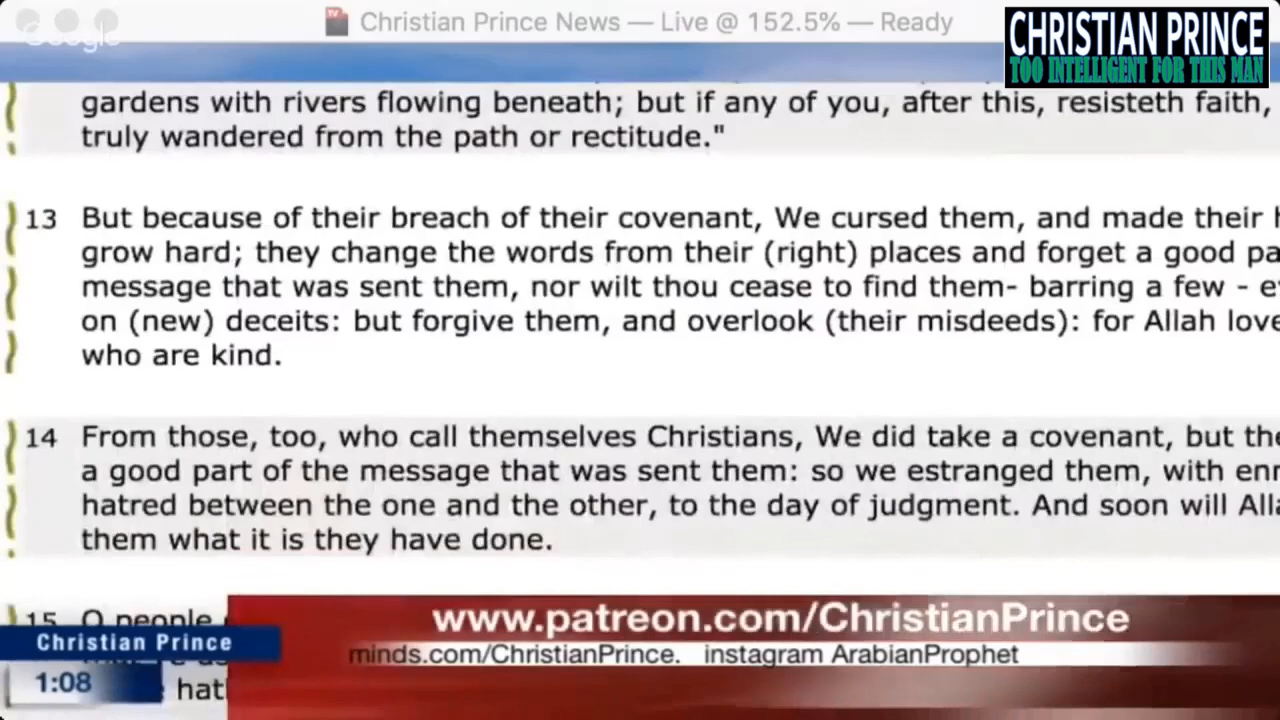 Christian Prince News — Live @ 152.5% — Ready
Google
CHRISTIAN PRINCE
TOO INTELLIGENT FOR THIS MAN
gardens with rivers flowing beneath; but if any of you, after this, resisteth faith,
truly wandered from the path or rectitude."
13 But because of their breach of their covenant, We cursed them, and made their
grow hard; they change the words from their (right) places and forget a good
message that was sent them, nor wilt thou cease to find them- barring a few -
on (new) deceits: but forgive them, and overlook (their misdeeds): for Allah
who are kind.
14 From those, too, who call themselves Christians, We did take a covenant, but
a good part of the message that was sent them: so we estranged them, with
hatred between the one and the other, to the day of judgment. And soon will
them what it is they have done.
15 O people
www.patreon.com/ChristianPrince
Christian Prince
minds.com/ChristianPrince. instagram ArabianProphet
1:08